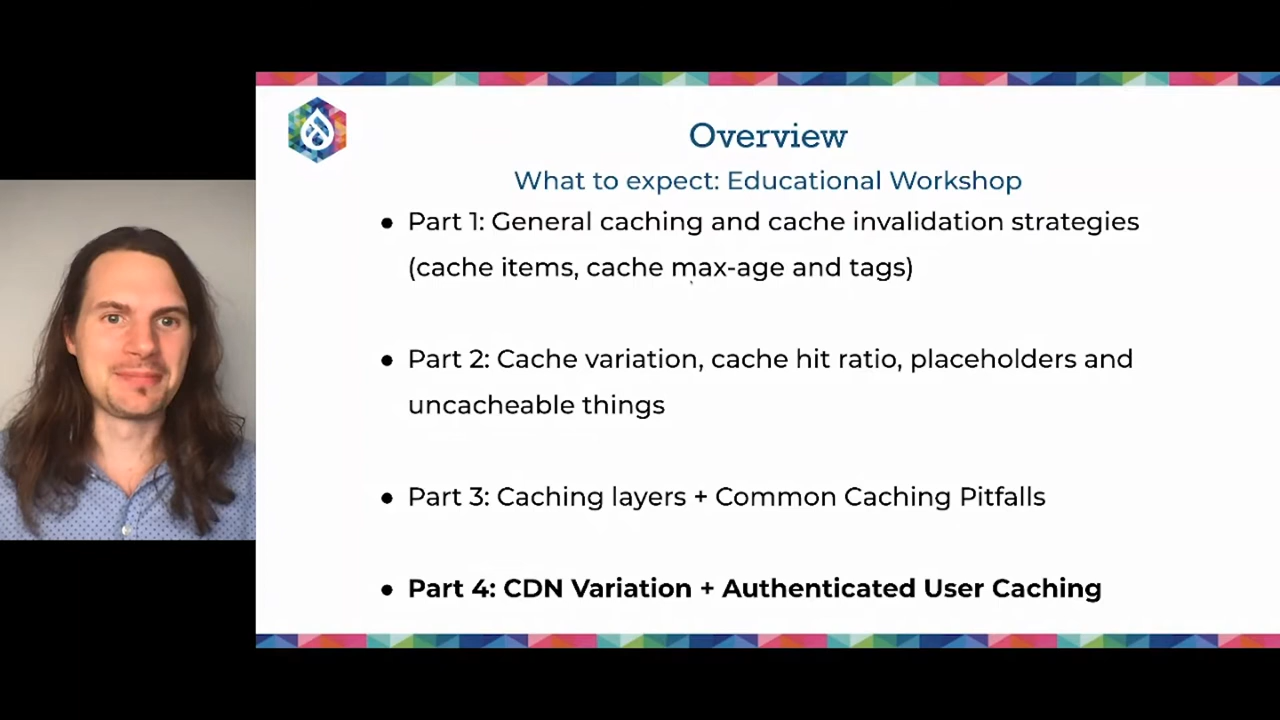 Overview
What to expect: Educational Workshop
● Part 1: General caching and cache invalidation strategies
(cache items, cache max-age and tags)
● Part 2: Cache variation, cache hit ratio, placeholders and
uncacheable things
● Part 3: Caching layers + Common Caching Pitfalls
● Part 4: CDN Variation + Authenticated User Caching